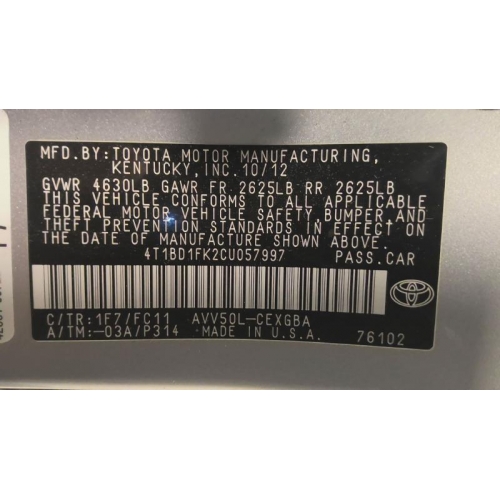 MFD.BY:TOYOTA MOTOR MANUFACTURING,
KENTUCKY, INC. 10/12
GVWR 4630LB GAWR FR 2625LB RR 2625LB
THIS VEHICLE CONFORMS TO ALL APPLICABLE
FEDERAL MOTOR VEHICLE SAFETY, BUMPER, AND
THEFT PREVENTION STANDARDS IN EFFECT ON
THE DATE OF MANUFACTURE SHOWN ABOVE.
4T1BD1FK2CU057997 PASS.CAR
C/TR:1F7/FC11 AVV50L-CEXGBA
A/TM:-03A/P314 ·MADE IN U.S.A. 76102
TOYOTA